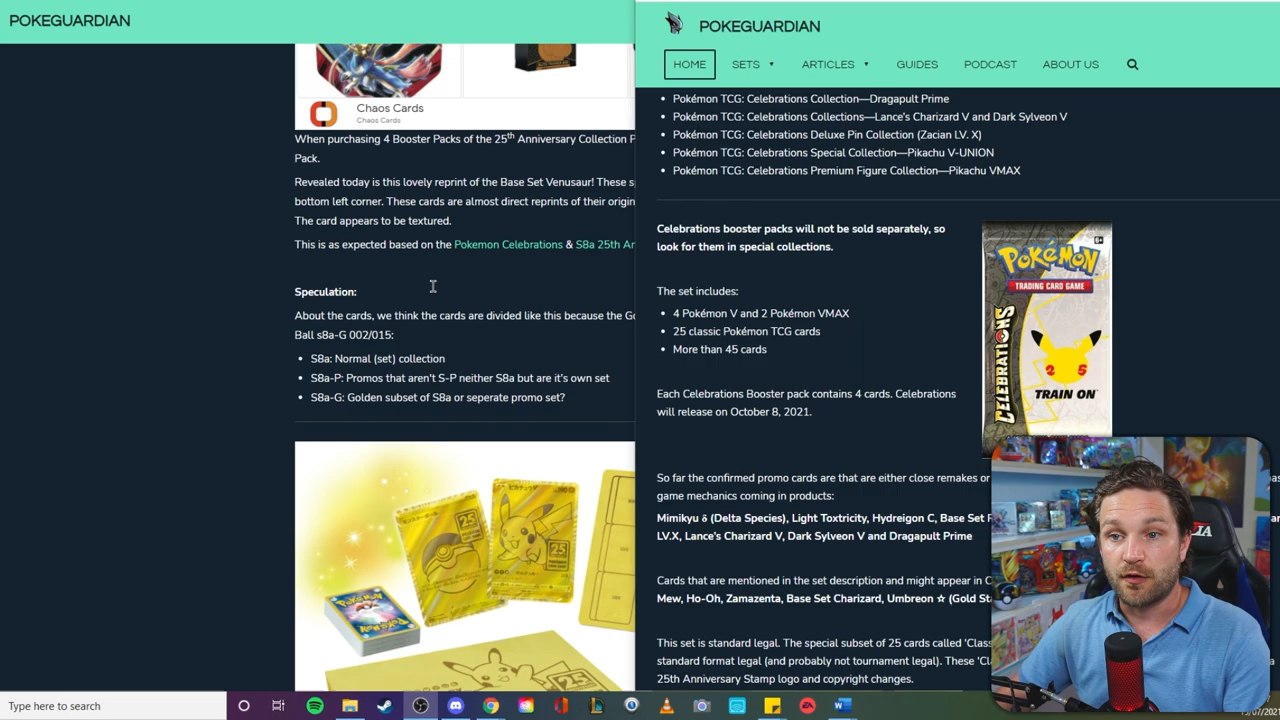 POKEGUARDIAN
Chaos Cards
Chaos Cards
When purchasing 4 Booster Packs of the 25th Anniversary Collection P
Pack.
Revealed today is this lovely reprint of the Base Set Venusaur! These s
bottom left corner. These cards are almost direct reprints of their origin
The card appears to be textured.
This is as expected based on the Pokemon Celebrations & S8a 25th An
Speculation:
About the cards, we think the cards are divided like this because the Go
Ball s8a-G 002/015:
• S8a: Normal (set) collection
• S8a-P: Promos that aren't S-P neither S8a but are it's own set
• S8a-G: Golden subset of S8a or seperate promo set?
25
25
POKEGUARDIAN
HOME SETS ARTICLES GUIDES PODCAST ABOUT US
• Pokémon TCG: Celebrations Collection—Dragapult Prime
• Pokémon TCG: Celebrations Collections—Lance's Charizard V and Dark Sylveon V
• Pokémon TCG: Celebrations Deluxe Pin Collection (Zacian LV. X)
• Pokémon TCG: Celebrations Special Collection—Pikachu V-UNION
• Pokémon TCG: Celebrations Premium Figure Collection—Pikachu VMAX
Celebrations booster packs will not be sold separately, so
look for them in special collections.
The set includes:
• 4 Pokémon V and 2 Pokémon VMAX
• 25 classic Pokémon TCG cards
• More than 45 cards
Each Celebrations Booster pack contains 4 cards. Celebrations
will release on October 8, 2021.
POKÉMON
TRADING CARD GAME
CELEBRATIONS
2 5
TRAIN ON
So far the confirmed promo cards are that are either close remakes or
game mechanics coming in products:
Mimikyu δ (Delta Species), Light Toxtricity, Hydreigon C, Base Set P
LV.X, Lance's Charizard V, Dark Sylveon V and Dragapult Prime
Cards that are mentioned in the set description and might appear in C
Mew, Ho-Oh, Zamazenta, Base Set Charizard, Umbreon ☆ (Gold Sta
This set is standard legal. The special subset of 25 cards called 'Clas
standard format legal (and probably not tournament legal). These 'Cl
25th Anniversary Stamp logo and copyright changes.
Type here to search